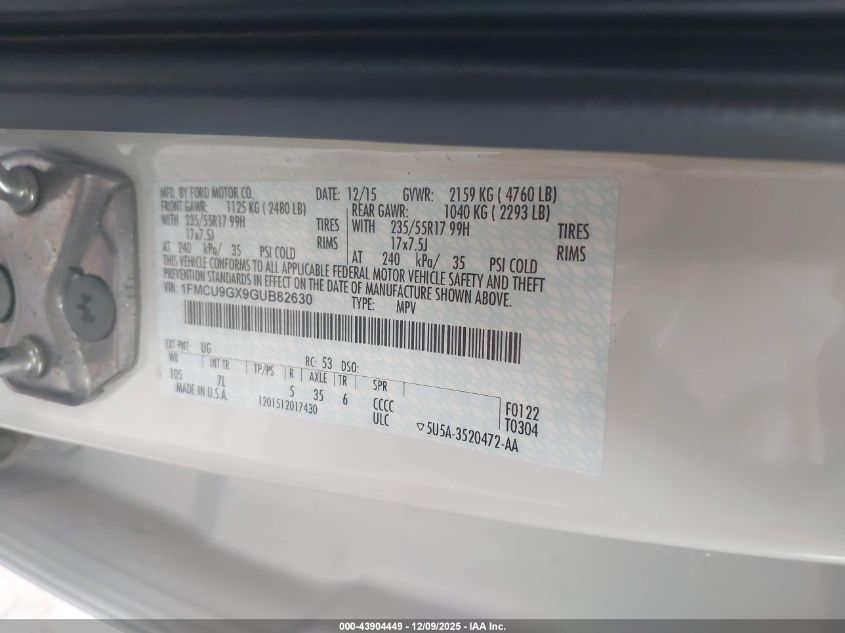 MFD. BY FORD MOTOR CO. DATE: 12/15 GVWR: 2159 KG ( 4760 LB)
FRONT GAWR: 1125 KG ( 2480 LB) REAR GAWR: 1040 KG ( 2293 LB)
WITH 235/55R17 99H TIRES WITH 235/55R17 99H TIRES
17x7.5J RIMS 17x7.5J RIMS
AT 240 kPa/ 35 PSI COLD AT 240 kPa/ 35 PSI COLD
THIS VEHICLE CONFORMS TO ALL APPLICABLE FEDERAL MOTOR VEHICLE SAFETY AND THEFT
PREVENTION STANDARDS IN EFFECT ON THE DATE OF MANUFACTURE SHOWN ABOVE.
VIN: 1FMCU9GX9GUB82630 TYPE: MPV
EXT PNT: UG RC: 53 DSO:
WB INT TR TP/PS R AXLE TR SPR
105 7L 5 35 6 CCCC F0122
MADE IN U.S.A. 1201512017430 ULC T0304
▽5U5A-3520472-AA
000-43904449 - 12/09/2025 - IAA Inc.